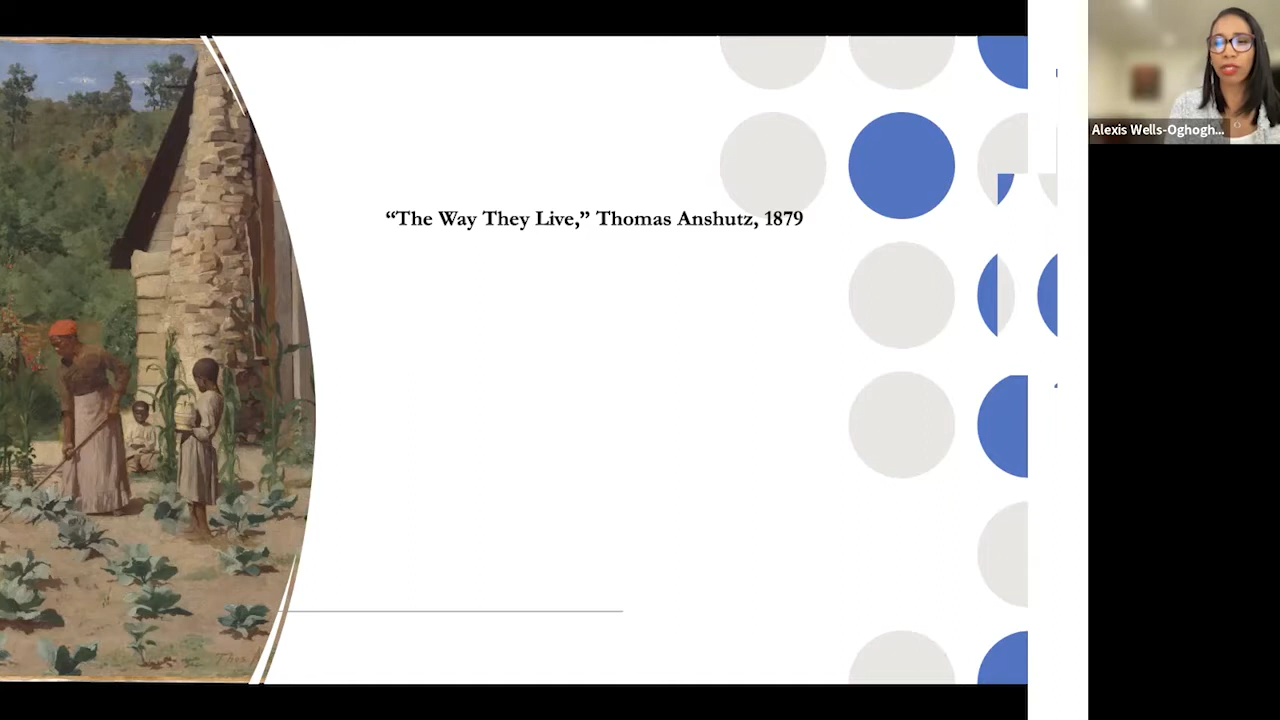 “The Way They Live,” Thomas Anshutz, 1879
Alexis Wells-Oghogh...